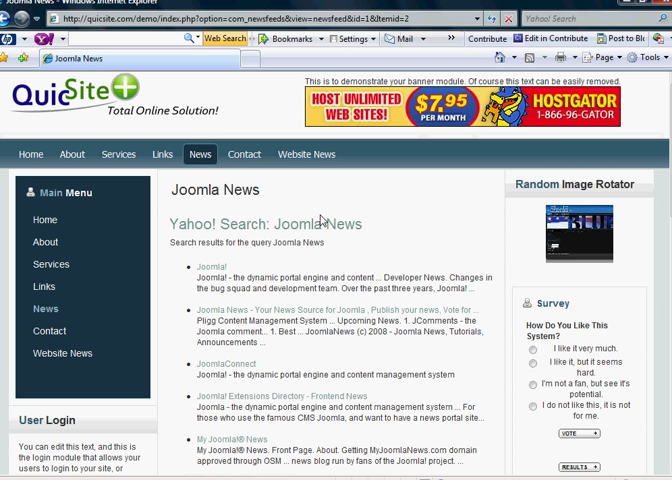 Joomla News - Windows Internet Explorer
http://quicsite.com/demo/index.php?option=com_newsfeeds&view=newsfeed&id=1&Itemid=2
Yahoo! Search
Web Search Bookmarks Settings Mail Contribute Edit in Contribute Post to Blo
Joomla News
Page Tools
QuicSite
Total Online Solution!
This is to demonstrate your banner module. Of course this text can be easily removed.
HOST UNLIMITED
WEB SITES!
$7.95
PER MONTH
HOSTGATOR
1-866-96-GATOR
Home About Services Links News Contact Website News
Main Menu
Home
About
Services
Links
News
Contact
Website News
User Login
You can edit this text, and this is
the login module that allows your
users to login to your site, or
Joomla News
Yahoo! Search: Joomla News
Search results for the query Joomla News
Joomla!
Joomla! - the dynamic portal engine and content ... Developer News. Changes in
the bug squad and development team. Over the past three years, Joomla! ...
Joomla News - Your News Source for Joomla , Publish your news, Vote for ...
Pligg Content Management System ... Upcoming News. 1. JComments - the
Joomla comment... 1. Best ... JoomlaNews (c) 2008 - Joomla News, Tutorials,
Announcements ...
JoomlaConnect
Joomla! - the dynamic portal engine and content management system
Joomla! Extensions Directory - Frontend News
Joomla - the dynamic portal engine and content management system ... For
those who use the famous CMS Joomla, and want to have a news portal site...
My Joomla!® News
My Joomla!® News. Front Page. About. Getting MyJoomlaNews.com domain
approved through OSM ... news blog run by fans of the Joomla! project. ...
Random Image Rotator
Survey
How Do You Like This
System?
I like it very much.
I like it, but it seems
hard.
I'm not a fan, but see it's
potential.
I do not like this, it is not
for me.
VOTE
RESULTS